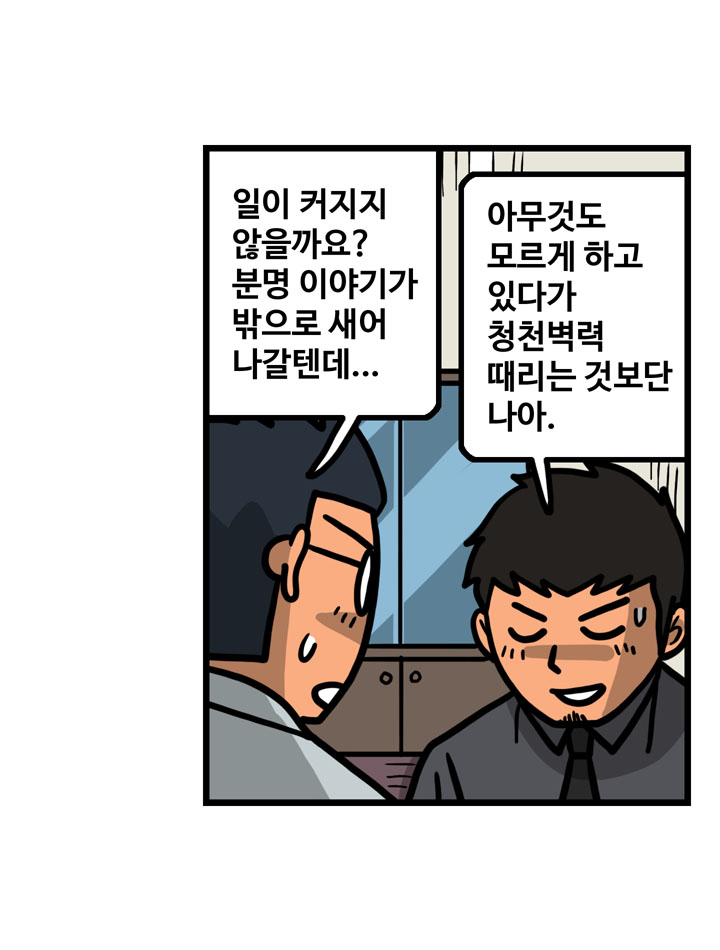 일이 커지지
않을까요?
분명 이야기가
밖으로 새어
나갈텐데...
아무것도
모르게 하고
있다가
청천벽력
때리는 것보단
나아.